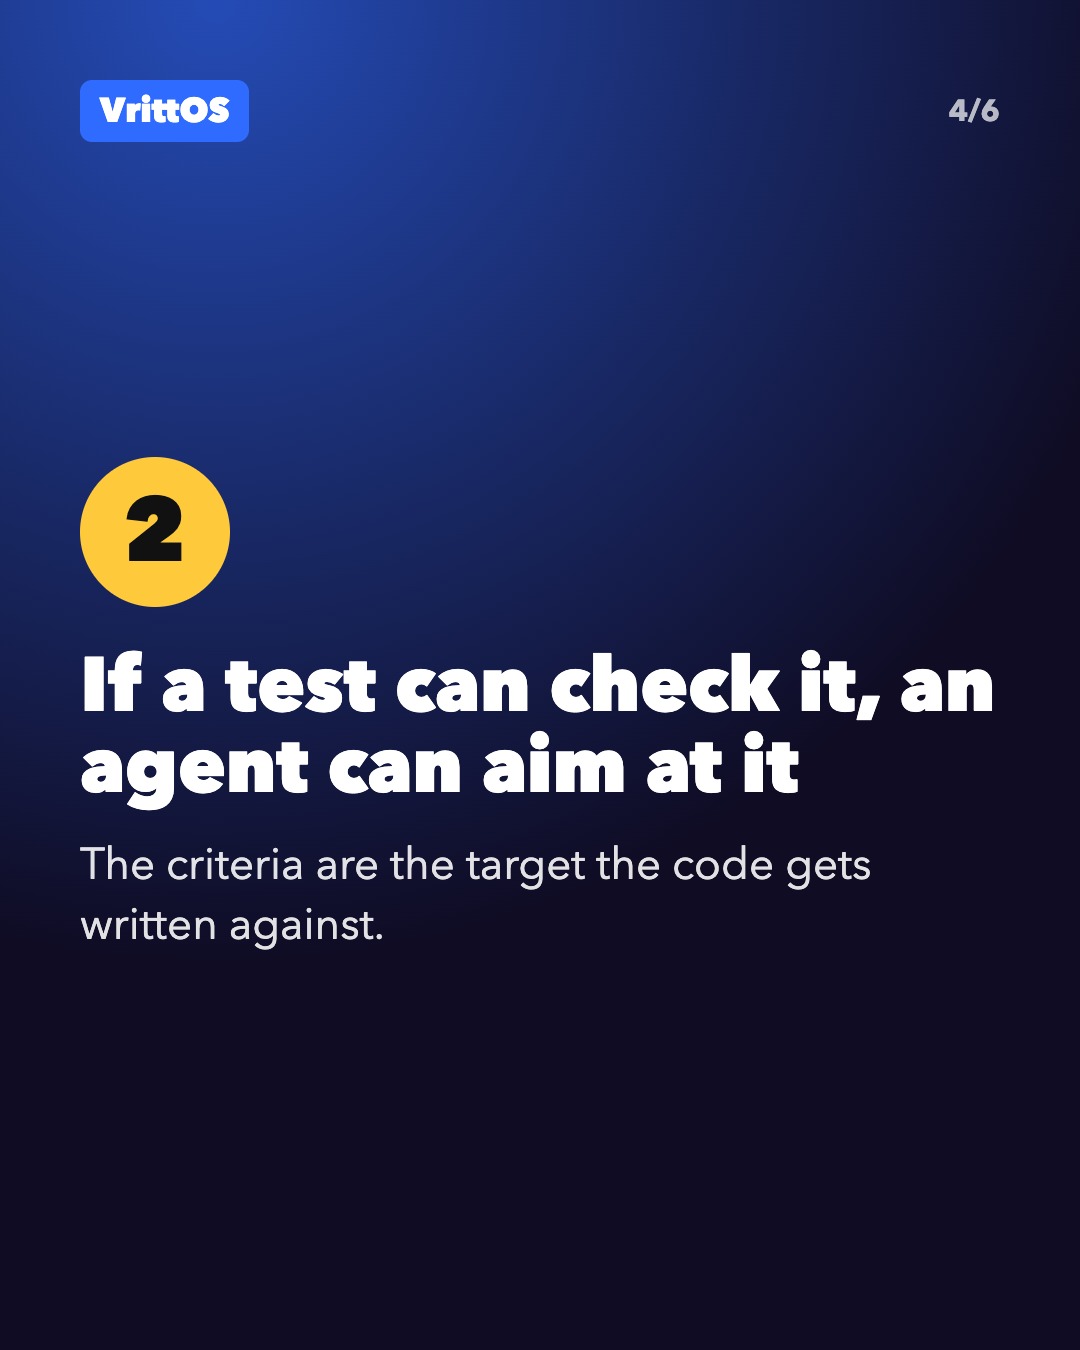 VrittOS
4/6
2
If a test can check it, an
agent can aim at it
The criteria are the target the code gets
written against.